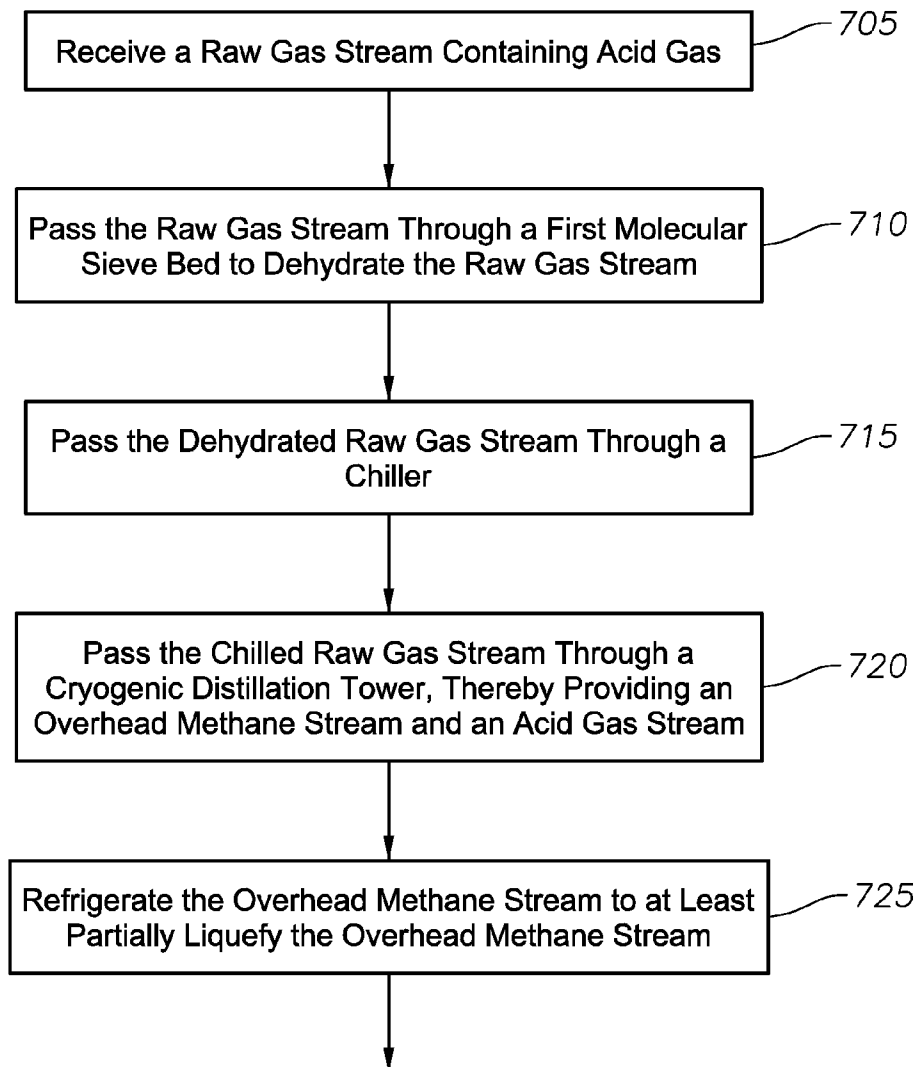 Receive a Raw Gas Stream Containing Acid Gas
705
Pass the Raw Gas Stream Through a First Molecular
Sieve Bed to Dehydrate the Raw Gas Stream
710
Pass the Dehydrated Raw Gas Stream Through a
Chiller
715
Pass the Chilled Raw Gas Stream Through a
Cryogenic Distillation Tower, Thereby Providing an
Overhead Methane Stream and an Acid Gas Stream
720
Refrigerate the Overhead Methane Stream to at Least
Partially Liquefy the Overhead Methane Stream
725